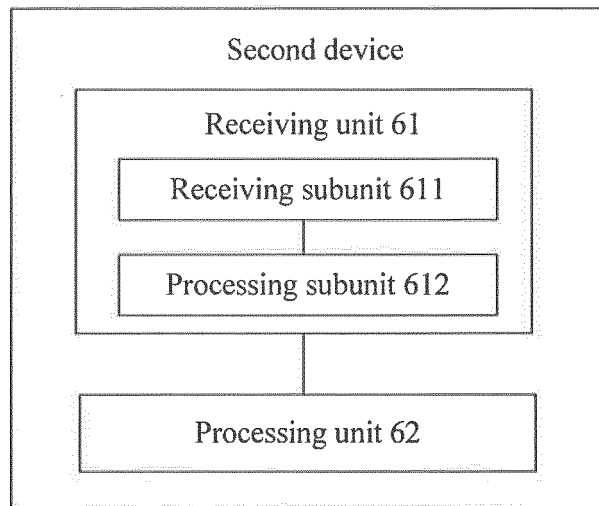 Second device
Receiving unit 61
Receiving subunit 611
Processing subunit 612
Processing unit 62